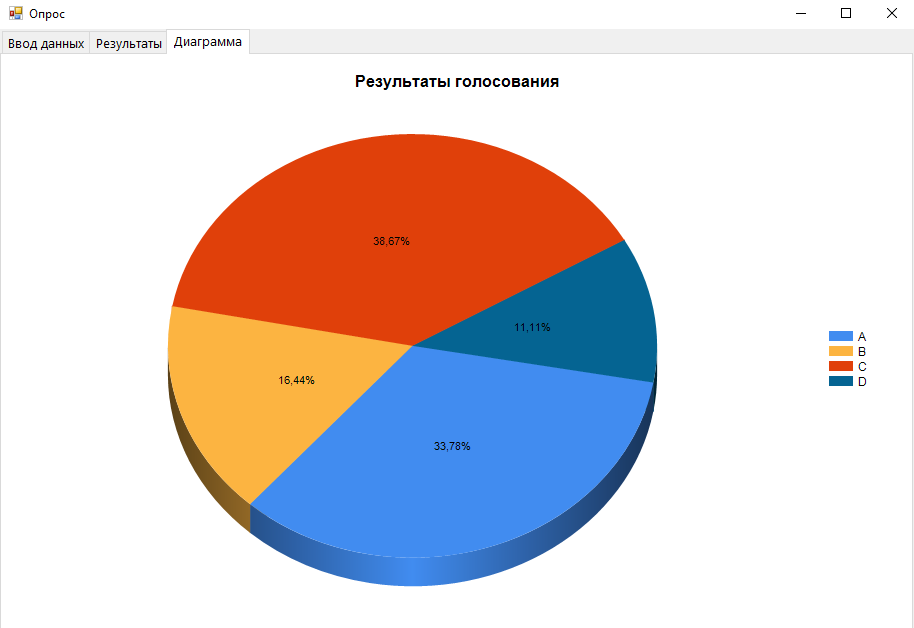 Опрос
Ввод данных Результаты Диаграмма
Результаты голосования
38,67%
11,11%
16,44%
33,78%
A
B
C
D